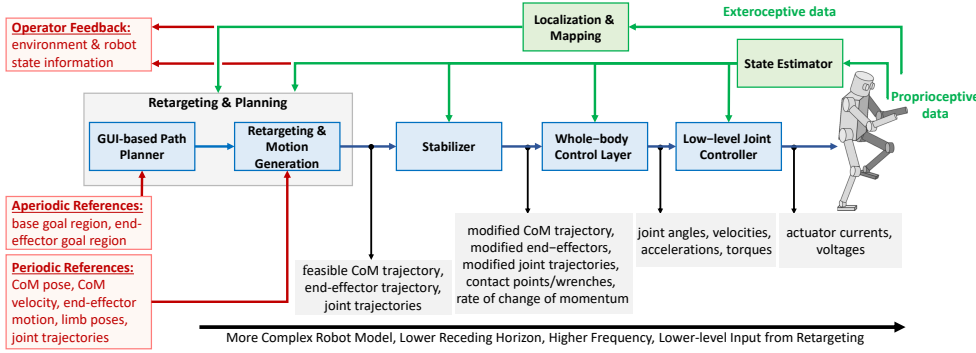 Operator Feedback:
environment & robot
state information
Localization &
Mapping
Exteroceptive data
State Estimator
Proprioceptive
data
Retargeting & Planning
GUI-based Path
Planner
Retargeting &
Motion
Generation
Stabilizer
Whole-body
Control Layer
Low-level Joint
Controller
Aperiodic References:
base goal region, end-
effector goal region
Periodic References:
CoM pose, CoM
velocity, end-effector
motion, limb poses,
joint trajectories
feasible CoM trajectory,
end-effector trajectory,
joint trajectories
modified CoM trajectory,
modified end-effectors,
modified joint trajectories,
contact points/wrenches,
rate of change of momentum
joint angles, velocities,
accelerations, torques
actuator currents,
voltages
More Complex Robot Model, Lower Receding Horizon, Higher Frequency, Lower-level Input from Retargeting